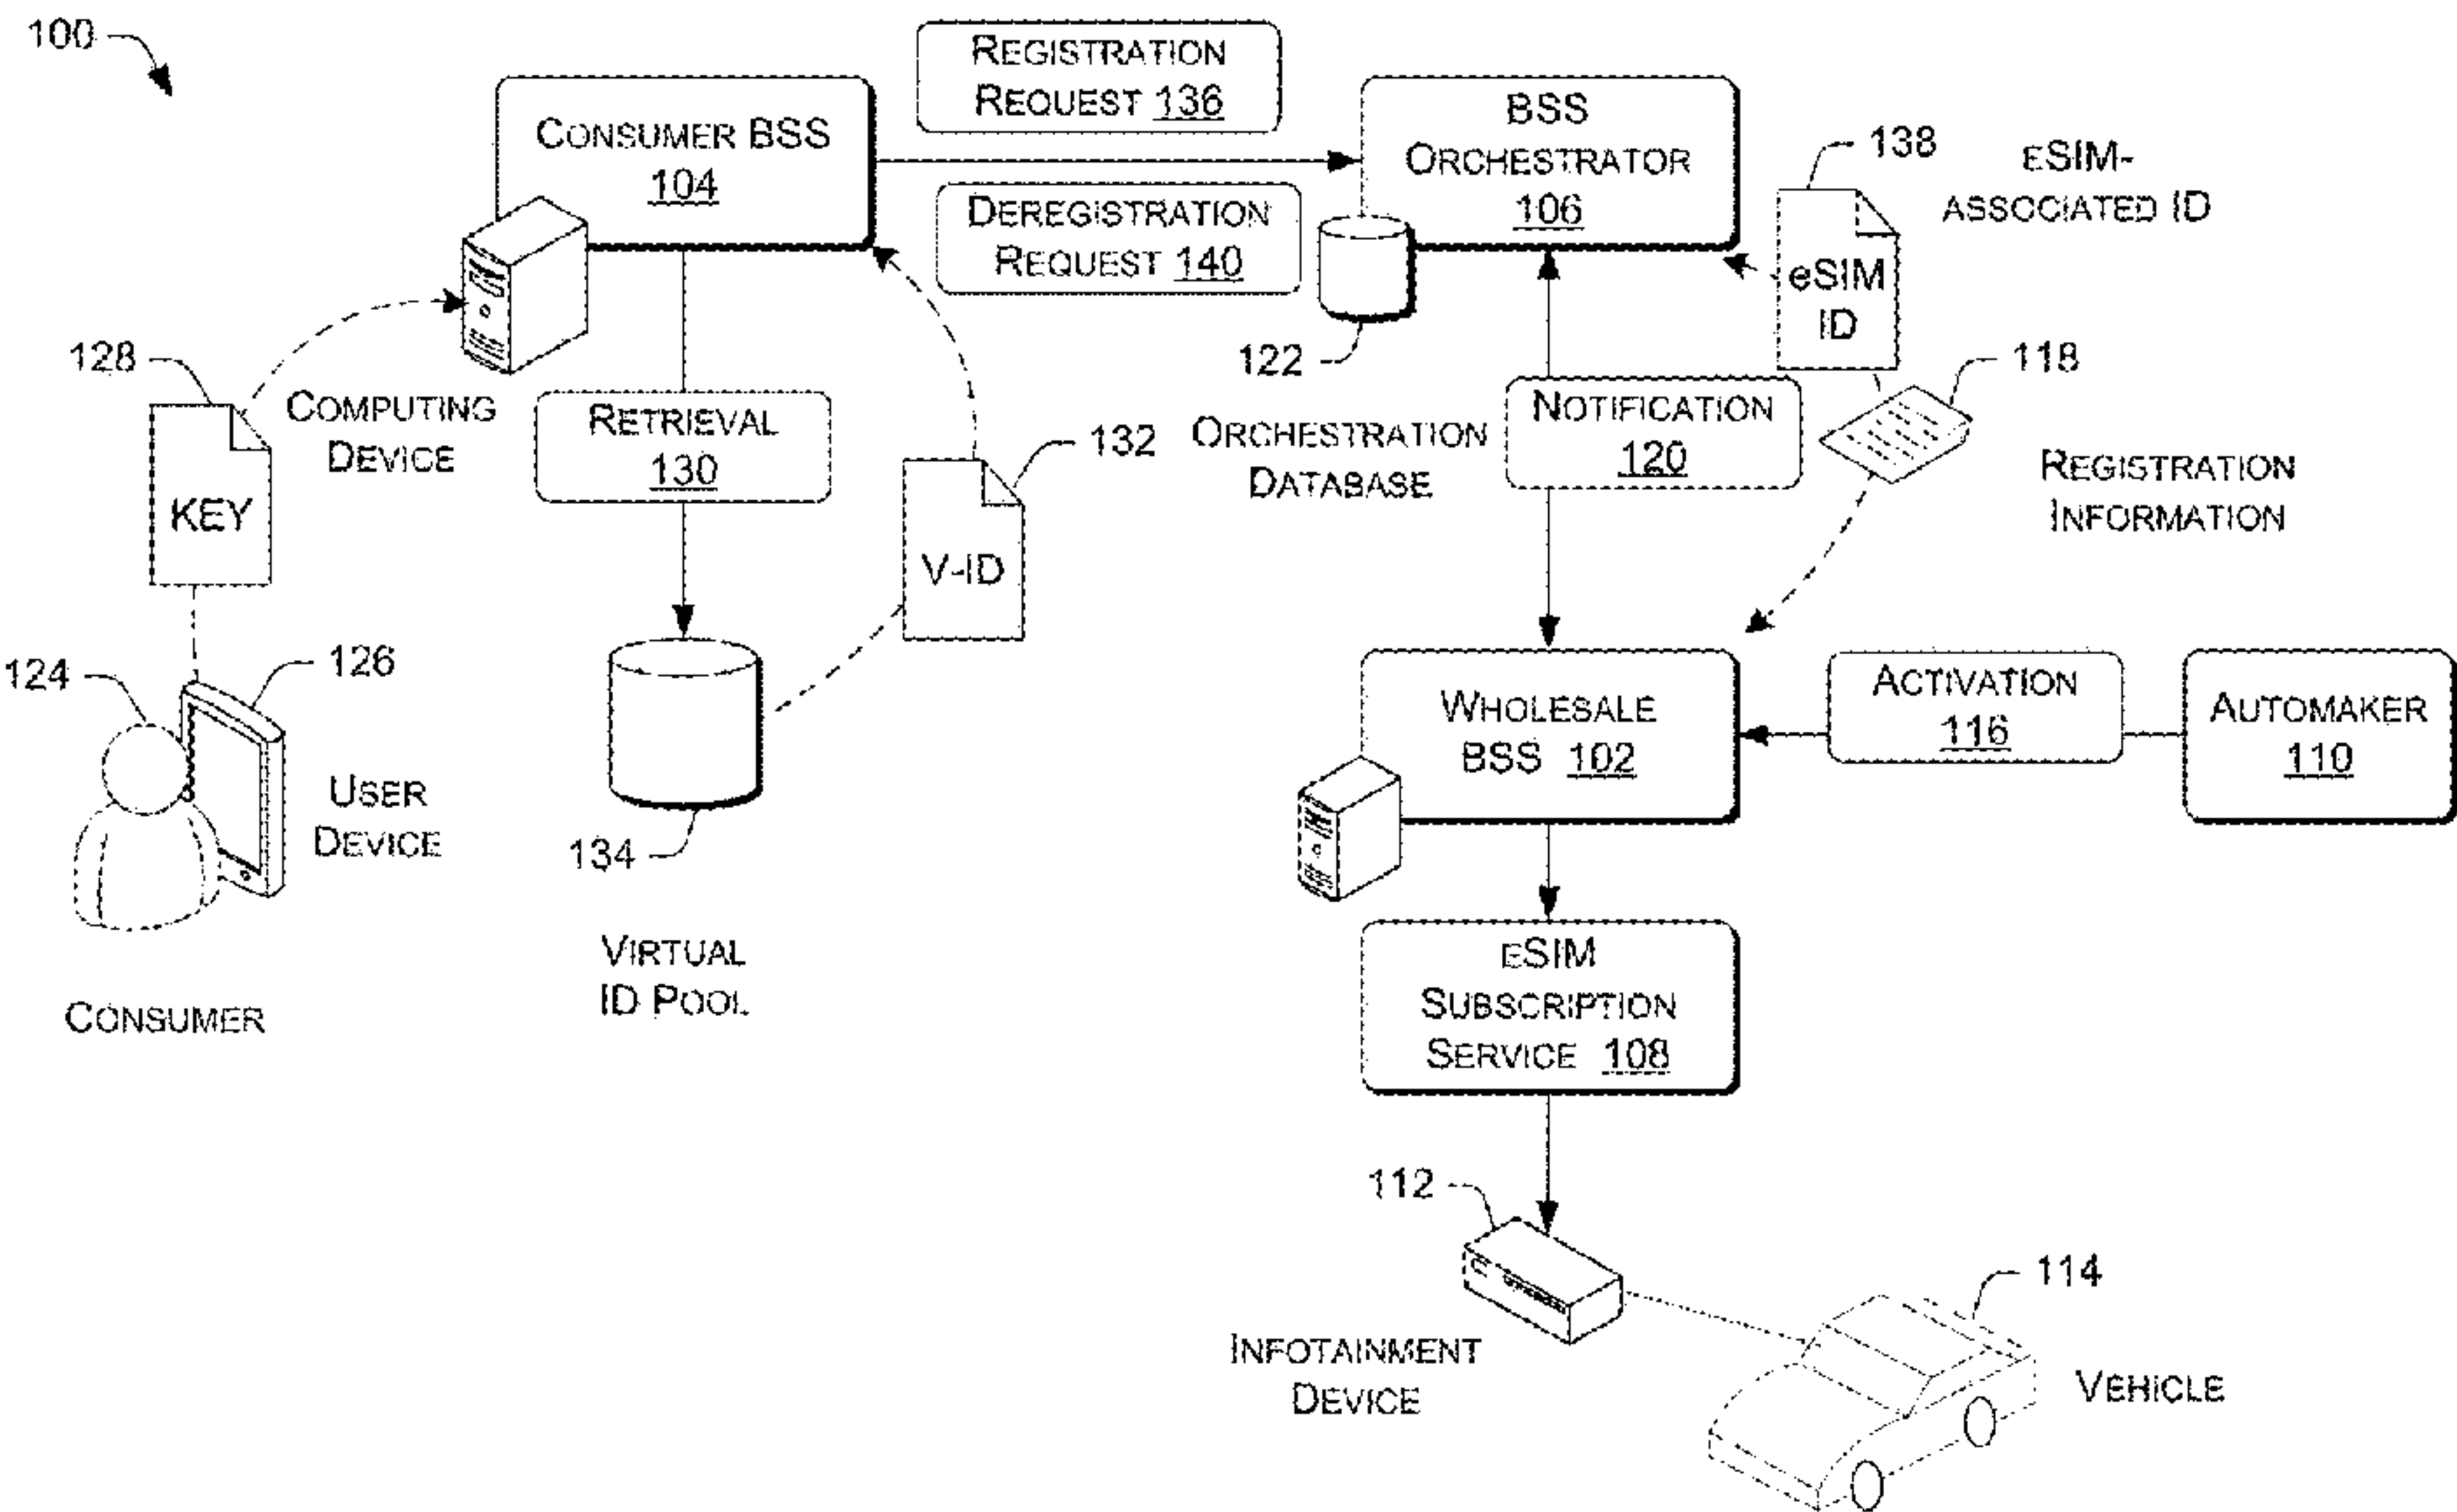 100
REGISTRATION
REQUEST 136
CONSUMER BSS
104
BSS
ORCHESTRATOR
106
138
eSIM-
ASSOCIATED ID
DEREGISTRATION
REQUEST 140
eSIM
ID
128
COMPUTING
DEVICE
KEY
RETRIEVAL
130
132
V-ID
122
ORCHESTRATION
DATABASE
NOTIFICATION
120
118
REGISTRATION
INFORMATION
124
126
USER
DEVICE
CONSUMER
134
VIRTUAL
ID POOL
WHOLESALE
BSS 102
ACTIVATION
116
AUTOMAKER
110
eSIM
SUBSCRIPTION
SERVICE 108
112
INFOTAINMENT
DEVICE
114
VEHICLE